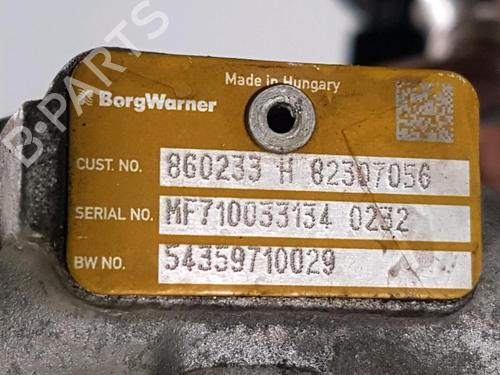 Made in Hungary
BorgWarner
CUST. NO. 860233 H 82307056
SERIAL NO. MF710033134 0232
BW NO. 54359710029
B-PARTS